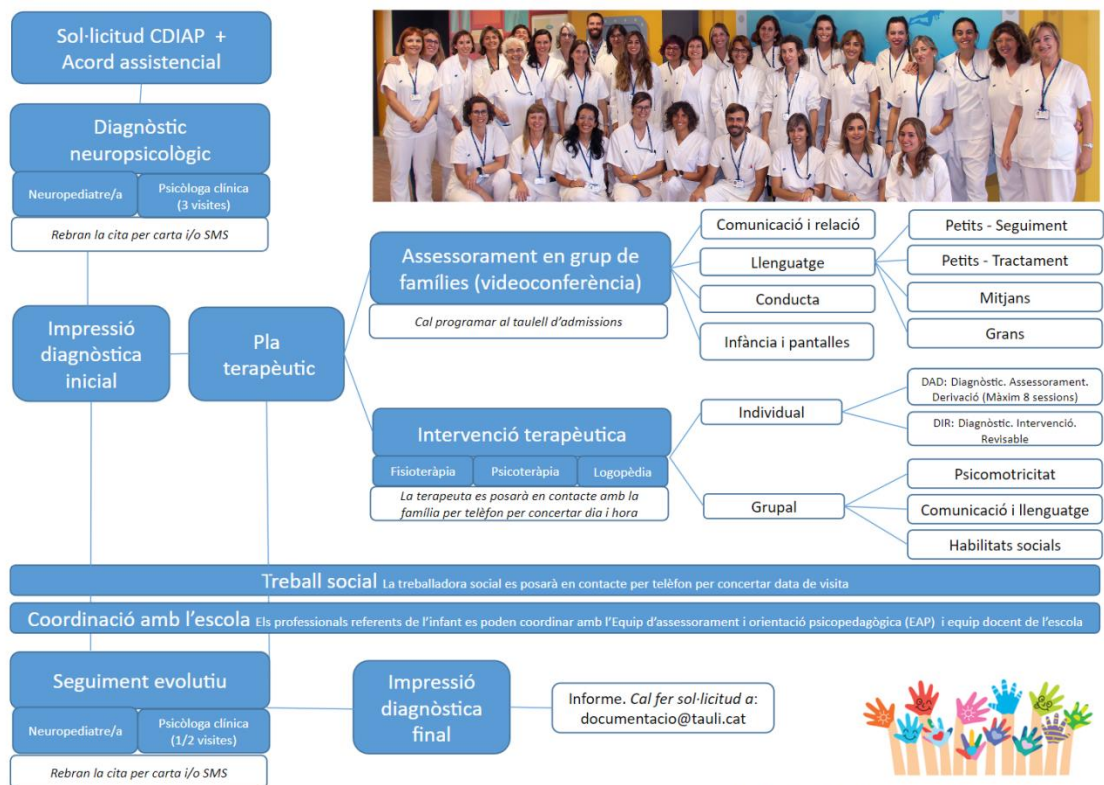 Sol·licitud CDIAP +
Acord assistencial
Diagnòstic
neuropsicològic
Neuropediatre/a
Psicòloga clínica
(3 visites)
Rebran la cita per carta i/o SMS
Impressió
diagnòstica
inicial
Pla
terapèutic
Assessorament en grup de
famílies (videoconferència)
Cal programar al taulell d'admissions
Comunicació i relació
Llenguatge
Conducta
Infància i pantalles
Petits - Seguiment
Petits - Tractament
Mitjans
Grans
Intervenció terapèutica
Fisioteràpia
Psicoteràpia
Logopèdia
La terapeuta es posarà en contacte amb la
família per telèfon per concertar dia i hora
Individual
DAD: Diagnòstic. Assessorament.
Derivació (Màxim 8 sessions)
DIR: Diagnòstic. Intervenció.
Revisable
Grupal
Psicomotricitat
Comunicació i llenguatge
Habilitats socials
Treball social La treballadora social es posarà en contacte per telèfon per concertar data de visita
Coordinació amb l'escola Els professionals referents de l'infant es poden coordinar amb l'Equip d'assessorament i orientació psicopedagògica (EAP) i equip docent de l'escola
Seguiment evolutiu
Neuropediatre/a
Psicòloga clínica
(1/2 visites)
Rebran la cita per carta i/o SMS
Impressió
diagnòstica
final
Informe. Cal fer sol·licitud a:
documentacio@tauli.cat